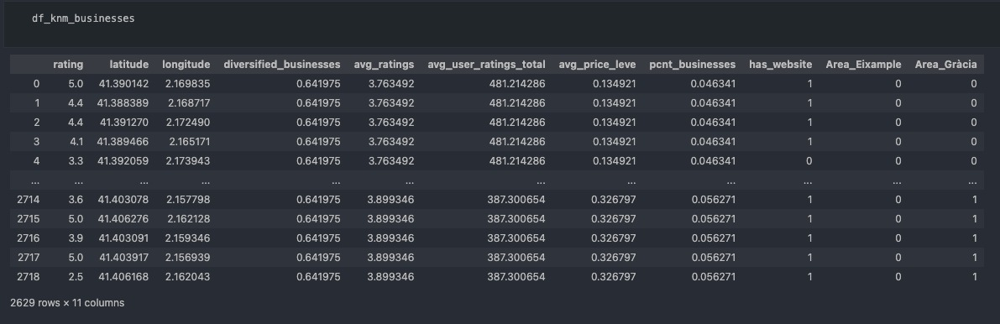 df_knm_businesses
rating latitude longitude diversified_businesses avg_ratings avg_user_ratings_total avg_price_leve pcnt_businesses has_website Area_Eixample Area_Gràcia
0 5.0 41.390142 2.169835 0.641975 3.763492 481.214286 0.134921 0.046341 1 0 0
1 4.4 41.388389 2.168717 0.641975 3.763492 481.214286 0.134921 0.046341 1 0 0
2 4.4 41.391270 2.172490 0.641975 3.763492 481.214286 0.134921 0.046341 1 0 0
3 4.1 41.389466 2.165171 0.641975 3.763492 481.214286 0.134921 0.046341 1 0 0
4 3.3 41.392059 2.173943 0.641975 3.763492 481.214286 0.134921 0.046341 0 0 0
... ... ... ... ... ... ... ... ... ... ... ...
2714 3.6 41.403078 2.157798 0.641975 3.899346 387.300654 0.326797 0.056271 1 0 1
2715 5.0 41.406276 2.162128 0.641975 3.899346 387.300654 0.326797 0.056271 1 0 1
2716 3.9 41.403091 2.159346 0.641975 3.899346 387.300654 0.326797 0.056271 1 0 1
2717 5.0 41.403917 2.156939 0.641975 3.899346 387.300654 0.326797 0.056271 1 0 1
2718 2.5 41.406168 2.162043 0.641975 3.899346 387.300654 0.326797 0.056271 1 0 1
2629 rows × 11 columns